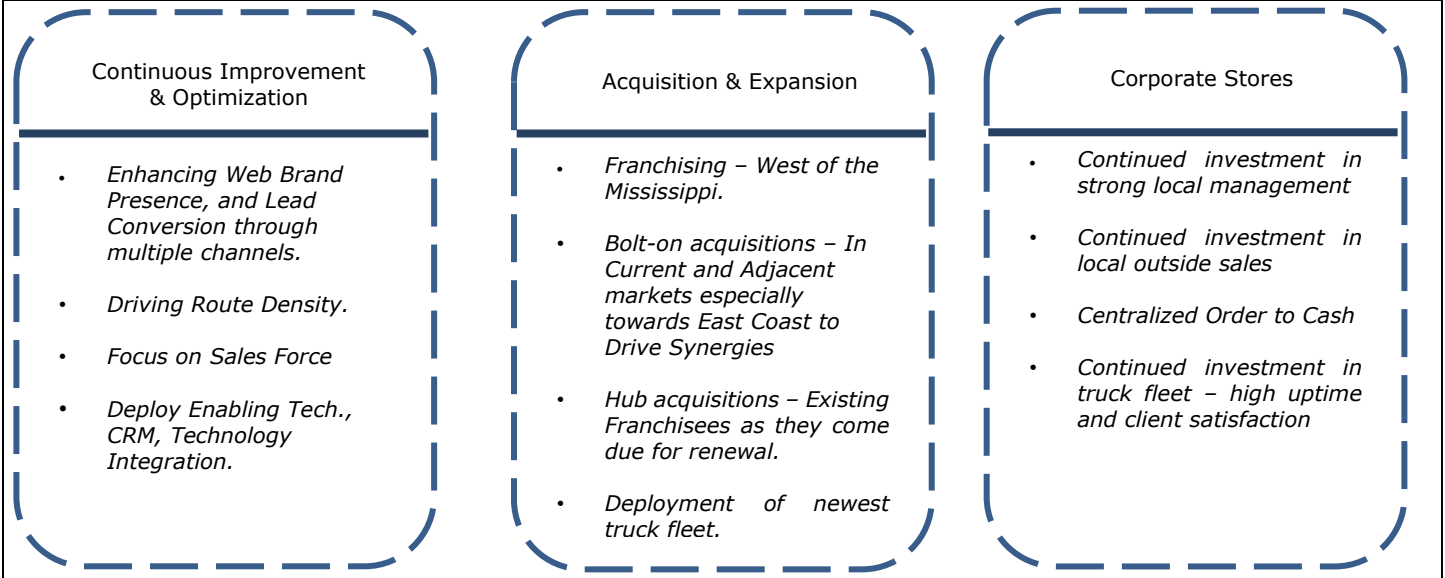 Continuous Improvement
& Optimization
• Enhancing Web Brand
Presence, and Lead
Conversion through
multiple channels.
• Driving Route Density.
• Focus on Sales Force
• Deploy Enabling Tech.,
CRM, Technology
Integration.
Acquisition & Expansion
• Franchising – West of the
Mississippi.
• Bolt-on acquisitions – In
Current and Adjacent
markets especially
towards East Coast to
Drive Synergies
• Hub acquisitions – Existing
Franchisees as they come
due for renewal.
• Deployment of newest
truck fleet.
Corporate Stores
• Continued investment in
strong local management
• Continued investment in
local outside sales
• Centralized Order to Cash
• Continued investment in
truck fleet – high uptime
and client satisfaction